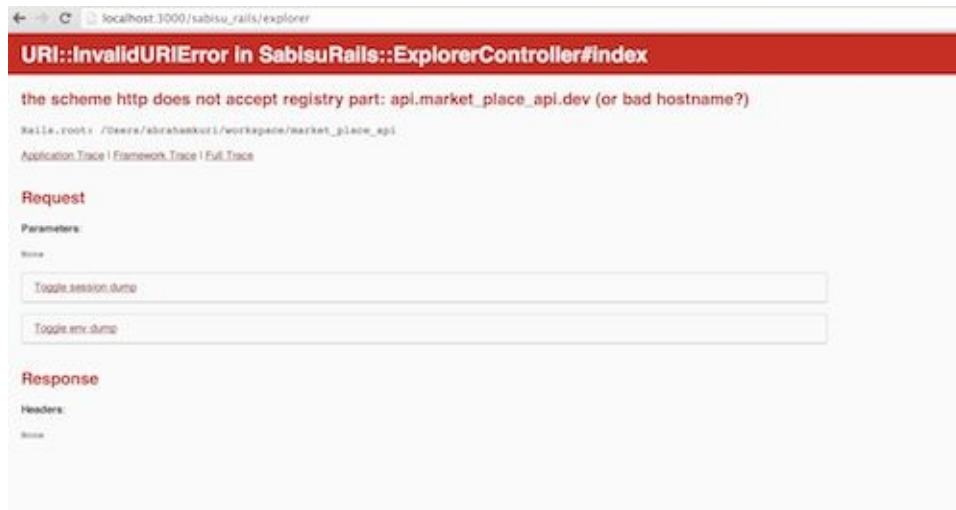 localhost:3000/sabisu_rails/explorer
URI::InvalidURIError in SabisuRails::ExplorerController#index
the scheme http does not accept registry part: api.market_place_api.dev (or bad hostname?)
Rails.root: /Users/abrahamkuri/workspace/market_place_api
Application Trace | Framework Trace | Full Trace
Request
Parameters:
None
Toggle session dump
Toggle env dump
Response
Headers:
None